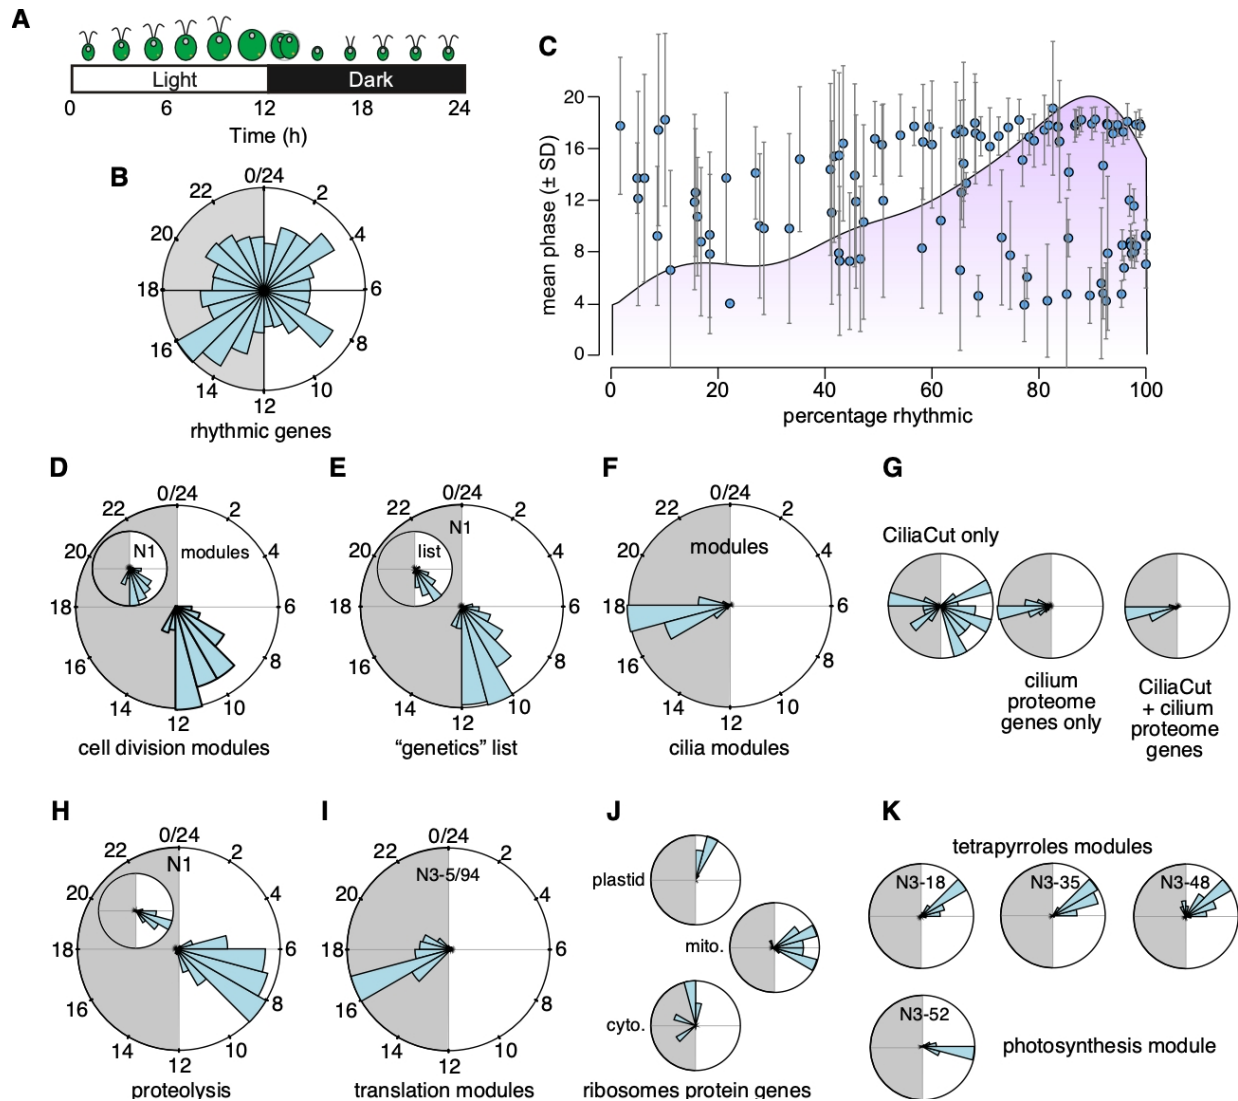 A
Light
Dark
0 6 12 18 24
Time (h)
B
0/24
2
4
6
8
10
12
14
16
18
20
22
rhythmic genes
C
mean phase (± SD)
20
16
12
8
4
0
0 20 40 60 80 100
percentage rhythmic
D
0/24
2
4
6
8
10
12
14
16
18
20
22
N1
modules
cell division modules
E
0/24
2
4
6
8
10
12
14
16
18
20
22
N1
list
“genetics” list
F
0/24
2
4
6
8
10
12
14
16
18
20
22
modules
cilia modules
G
CiliaCut only
cilium
proteome
genes only
CiliaCut
+ cilium
proteome
genes
H
0/24
2
4
6
8
10
12
14
16
18
20
22
N1
proteolysis
I
0/24
2
4
6
8
10
12
14
16
18
20
22
N3-5/94
translation modules
J
plastid
mito.
cyto.
ribosomes protein genes
K
tetrapyrroles modules
N3-18
N3-35
N3-48
N3-52
photosynthesis module